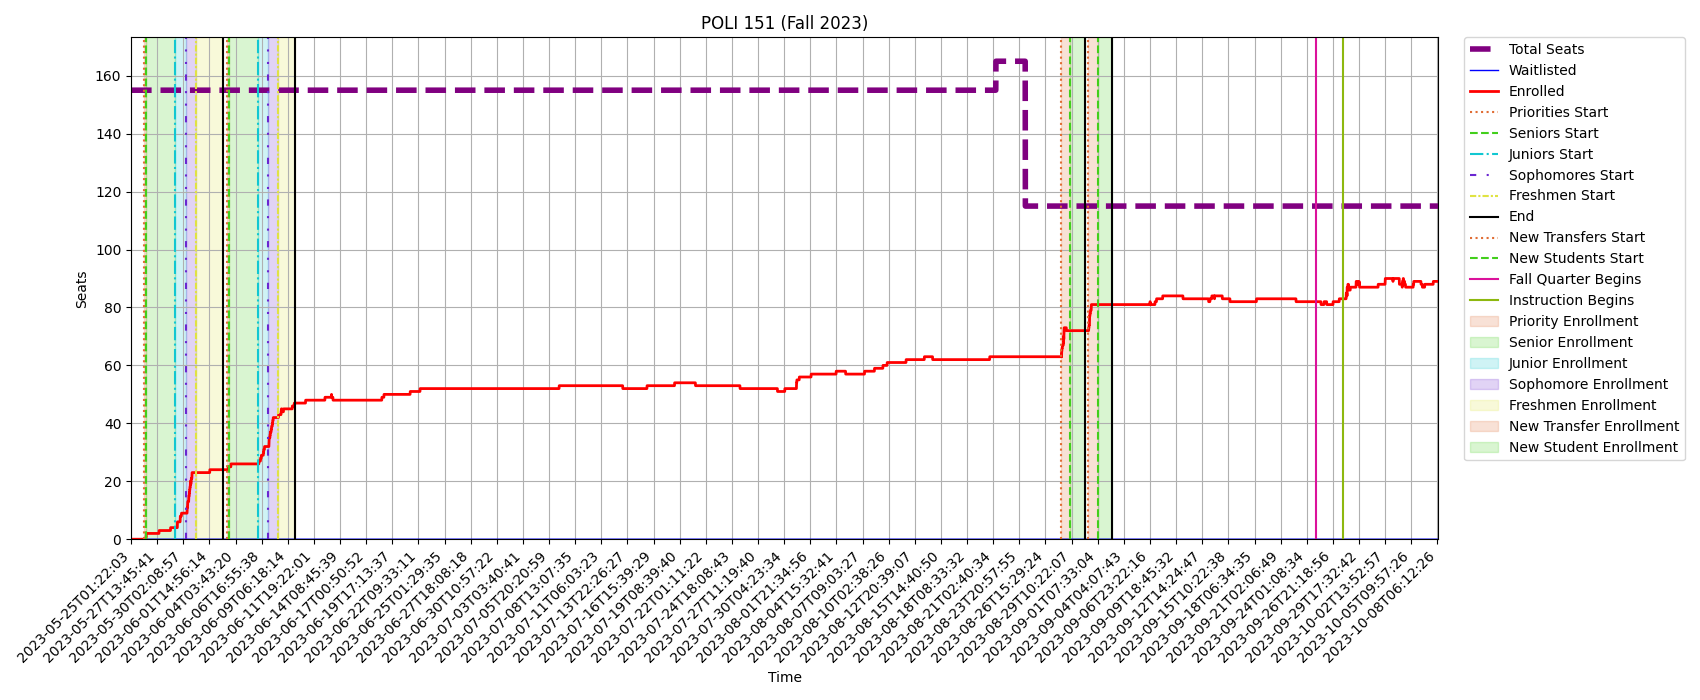 POLI 151 (Fall 2023)
Seats
160
140
120
100
80
60
40
20
0
2023-05-25T01:22:03
2023-05-27T13:45:41
2023-05-30T02:08:57
2023-06-01T14:56:14
2023-06-04T03:43:20
2023-06-06T16:55:38
2023-06-09T06:18:14
2023-06-11T19:22:01
2023-06-14T08:45:39
2023-06-17T00:50:52
2023-06-19T17:13:37
2023-06-22T09:33:11
2023-06-25T01:29:35
2023-06-27T18:08:18
2023-06-30T10:57:22
2023-07-03T03:40:41
2023-07-05T20:20:59
2023-07-08T13:07:35
2023-07-11T06:03:23
2023-07-13T22:26:27
2023-07-16T15:39:29
2023-07-19T08:39:40
2023-07-22T01:11:22
2023-07-24T18:08:43
2023-07-27T11:19:40
2023-07-30T04:23:34
2023-08-01T21:34:56
2023-08-04T15:32:41
2023-08-07T09:03:27
2023-08-10T02:38:26
2023-08-12T20:39:07
2023-08-15T14:40:50
2023-08-18T08:33:32
2023-08-21T02:40:34
2023-08-23T20:57:55
2023-08-26T15:29:24
2023-08-29T10:22:07
2023-09-01T07:33:04
2023-09-04T04:07:43
2023-09-06T23:22:16
2023-09-09T18:45:32
2023-09-12T14:24:47
2023-09-15T10:22:38
2023-09-18T06:34:35
2023-09-21T02:06:49
2023-09-24T01:08:34
2023-09-26T21:18:56
2023-09-29T17:32:42
2023-10-02T13:52:57
2023-10-05T09:57:26
2023-10-08T06:12:26
Time
Total Seats
Waitlisted
Enrolled
Priorities Start
Seniors Start
Juniors Start
Sophomores Start
Freshmen Start
End
New Transfers Start
New Students Start
Fall Quarter Begins
Instruction Begins
Priority Enrollment
Senior Enrollment
Junior Enrollment
Sophomore Enrollment
Freshmen Enrollment
New Transfer Enrollment
New Student Enrollment